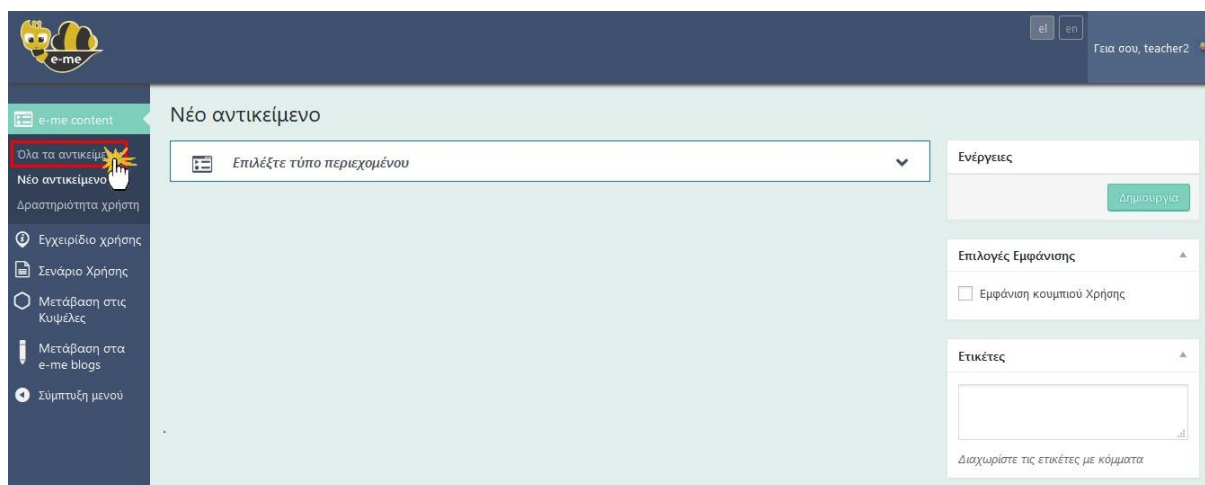 e-me
el en
Γεια σου, teacher2
e-me content
Όλα τα
Νέο αντικείμενο
Δραστηριότητα χρήστη
Εγχειρίδιο χρήσης
Σενάριο Χρήσης
Μετάβαση στις
Κυψέλες
Μετάβαση στα
e-me blogs
Σύμπτυξη μενού
Νέο αντικείμενο
Επιλέξτε τύπο περιεχομένου
.
Ενέργειες
Δημιουργία
Επιλογές Εμφάνισης
Εμφάνιση κουμπιού Χρήσης
Ετικέτες
Διαχωρίστε τις ετικέτες με κόμματα